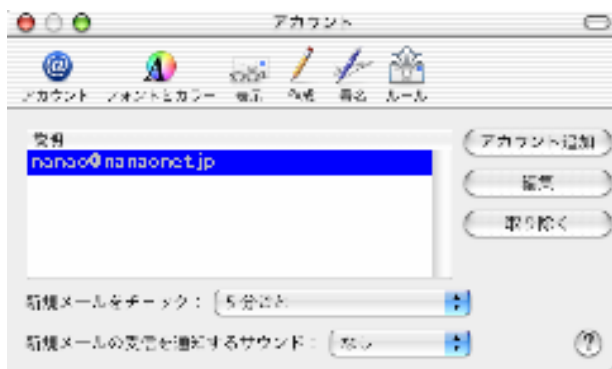 アカウント
アカウント フォントとカラー 表示 作成 署名 ルール
説明
nanao@nanaonet.jp
アカウント追加
編集
取り除く
新規メールをチェック： 5 分ごと
新規メールの受信を通知するサウンド： なし
?